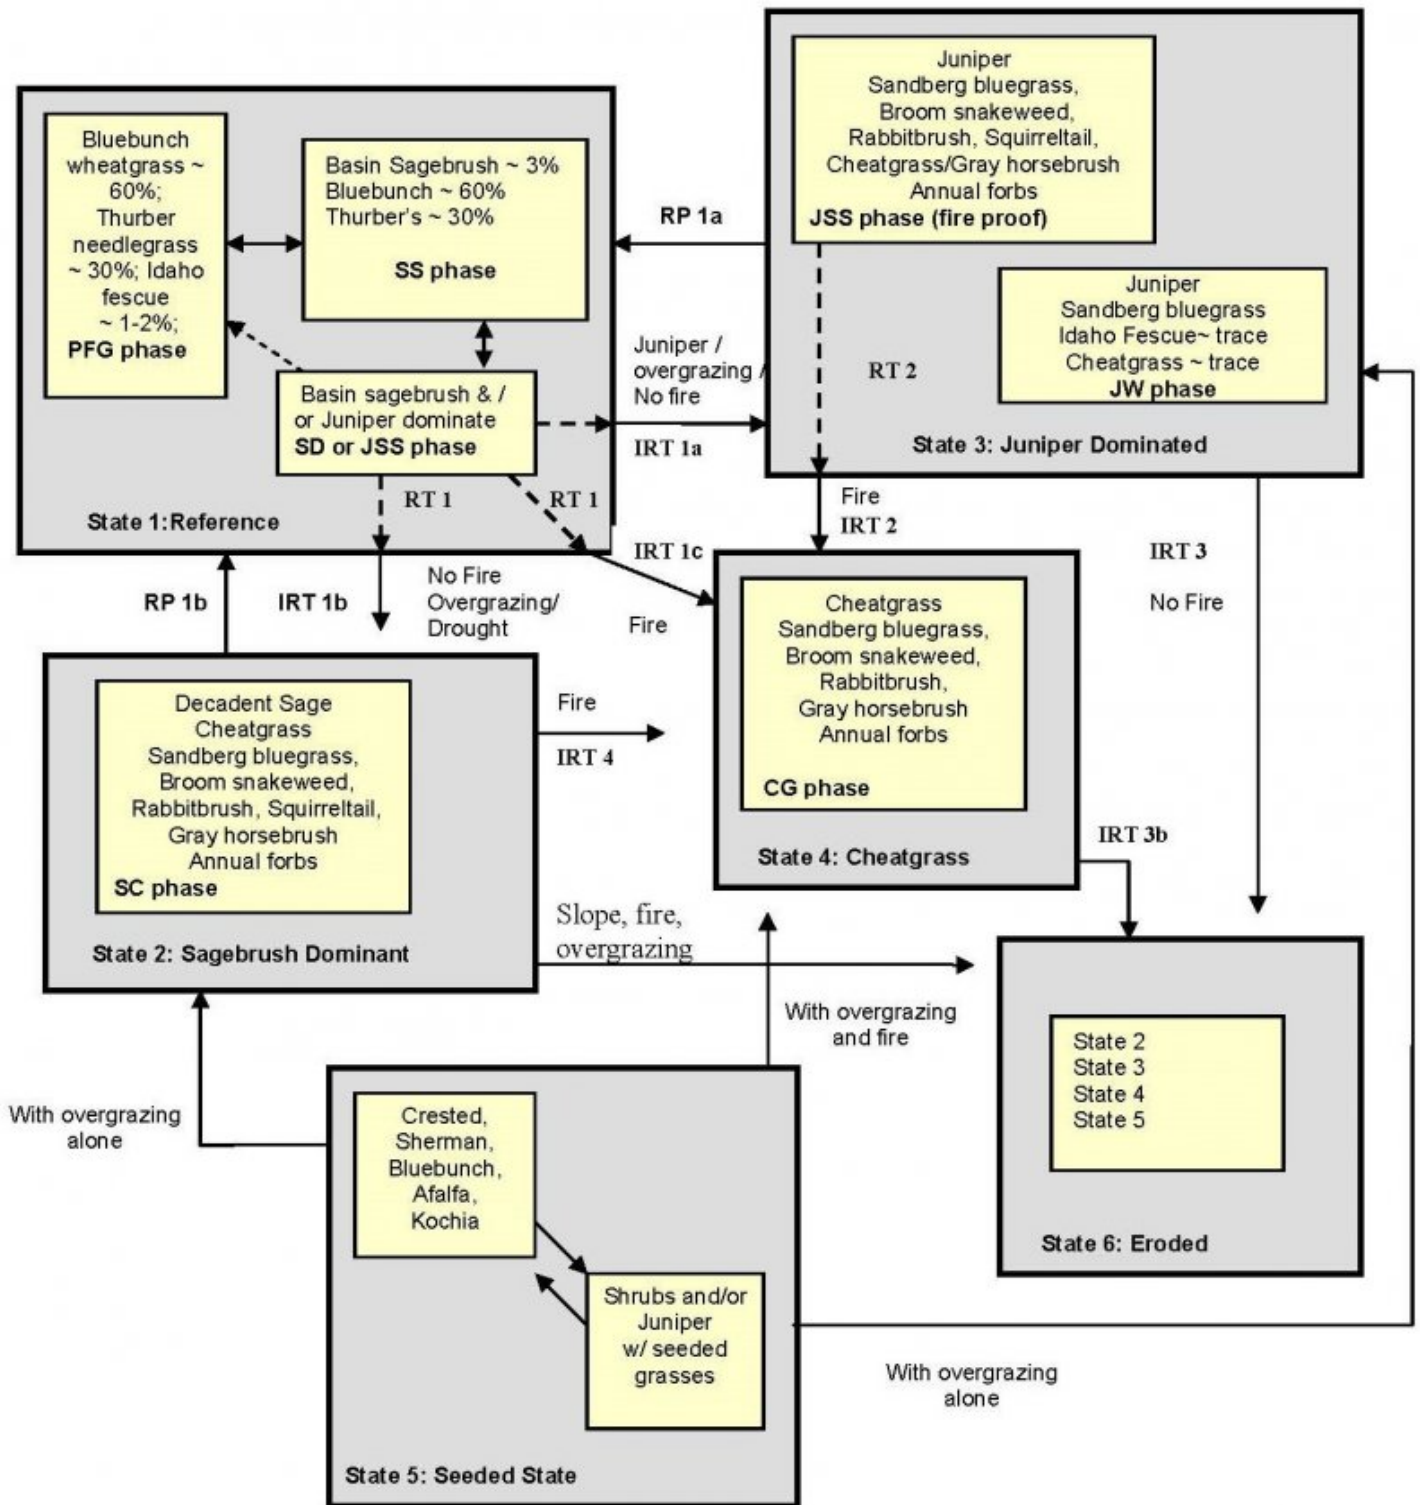 Bluebunch
wheatgrass ~
60%;
Thurber
needlegrass
~ 30%; Idaho
fescue
~ 1-2%;
PFG phase
Basin Sagebrush ~ 3%
Bluebunch ~ 60%
Thurber's ~ 30%
SS phase
Basin sagebrush & /
or Juniper dominate
SD or JSS phase
RT 1
RT 1
State 1:Reference
RP 1a
Juniper /
overgrazing /
No fire
IRT 1a
Juniper
Sandberg bluegrass,
Broom snakeweed,
Rabbitbrush, Squirreltail,
Cheatgrass/Gray horsebrush
Annual forbs
JSS phase (fire proof)
RT 2
Juniper
Sandberg bluegrass
Idaho Fescue~ trace
Cheatgrass ~ trace
JW phase
State 3: Juniper Dominated
RP 1b
IRT 1b
No Fire
Overgrazing/
Drought
IRT 1c
Fire
Fire
IRT 2
IRT 3
No Fire
Decadent Sage
Cheatgrass
Sandberg bluegrass,
Broom snakeweed,
Rabbitbrush, Squirreltail,
Gray horsebrush
Annual forbs
SC phase
State 2: Sagebrush Dominant
Fire
IRT 4
Cheatgrass
Sandberg bluegrass,
Broom snakeweed,
Rabbitbrush,
Gray horsebrush
Annual forbs
CG phase
State 4: Cheatgrass
IRT 3b
Slope, fire,
overgrazing
With overgrazing
and fire
State 2
State 3
State 4
State 5
State 6: Eroded
With overgrazing
alone
Crested,
Sherman,
Bluebunch,
Afalfa,
Kochia
Shrubs and/or
Juniper
w/ seeded
grasses
State 5: Seeded State
With overgrazing
alone